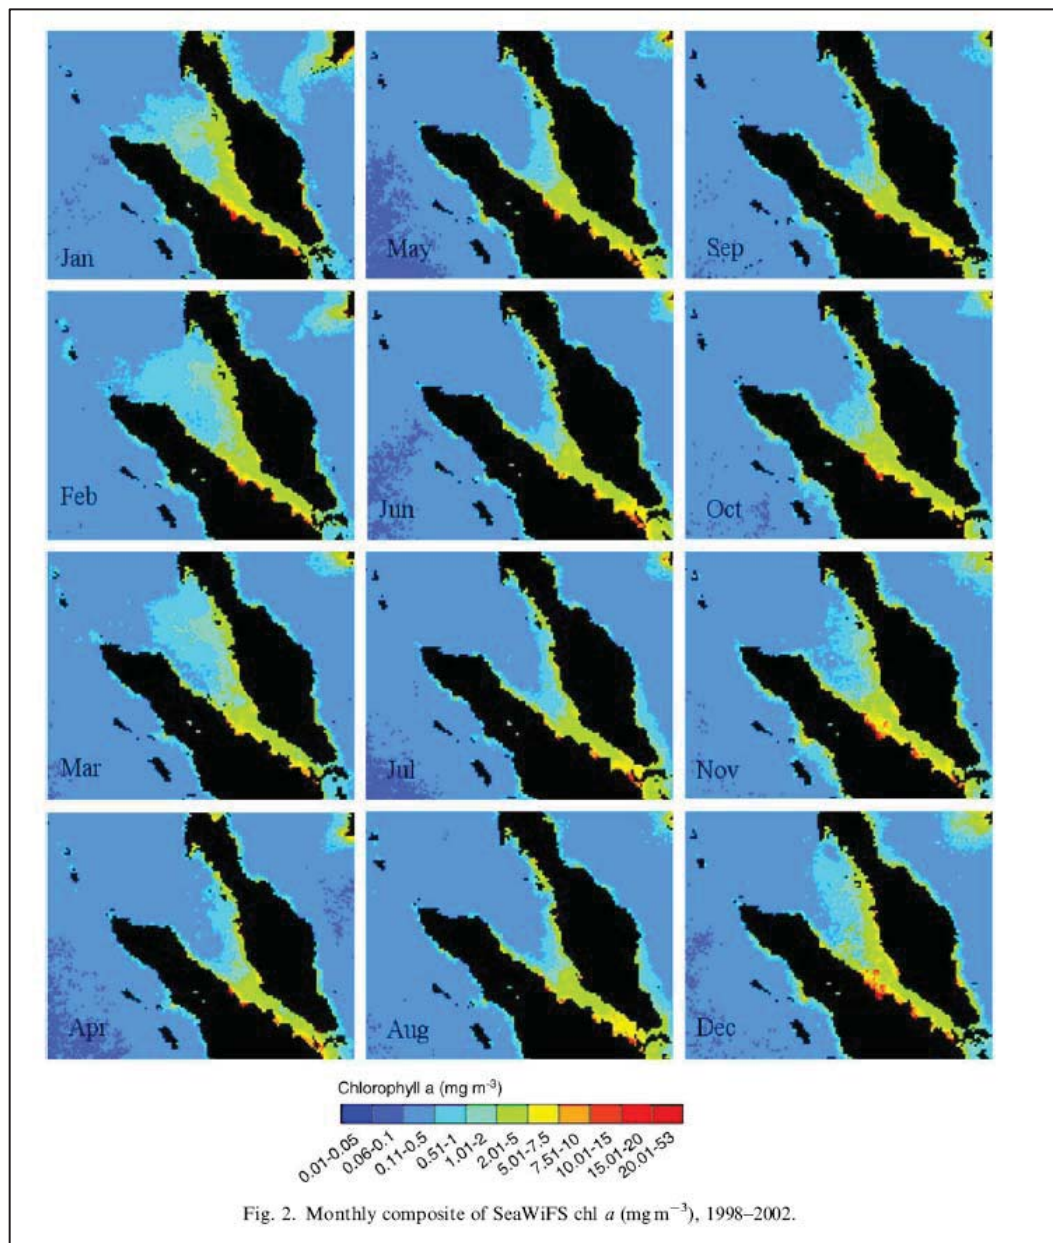 Jan
May
Sep
Feb
Jun
Oct
Mar
Jul
Nov
Apr
Aug
Dec
Chlorophyll a (mg m⁻³)
0.01-0.05
0.06-0.1
0.11-0.5
0.51-1
1.01-2
2.01-5
5.01-7.5
7.51-10
10.01-15
15.01-20
20.01-53
Fig. 2. Monthly composite of SeaWiFS chl a (mg m⁻³), 1998–2002.